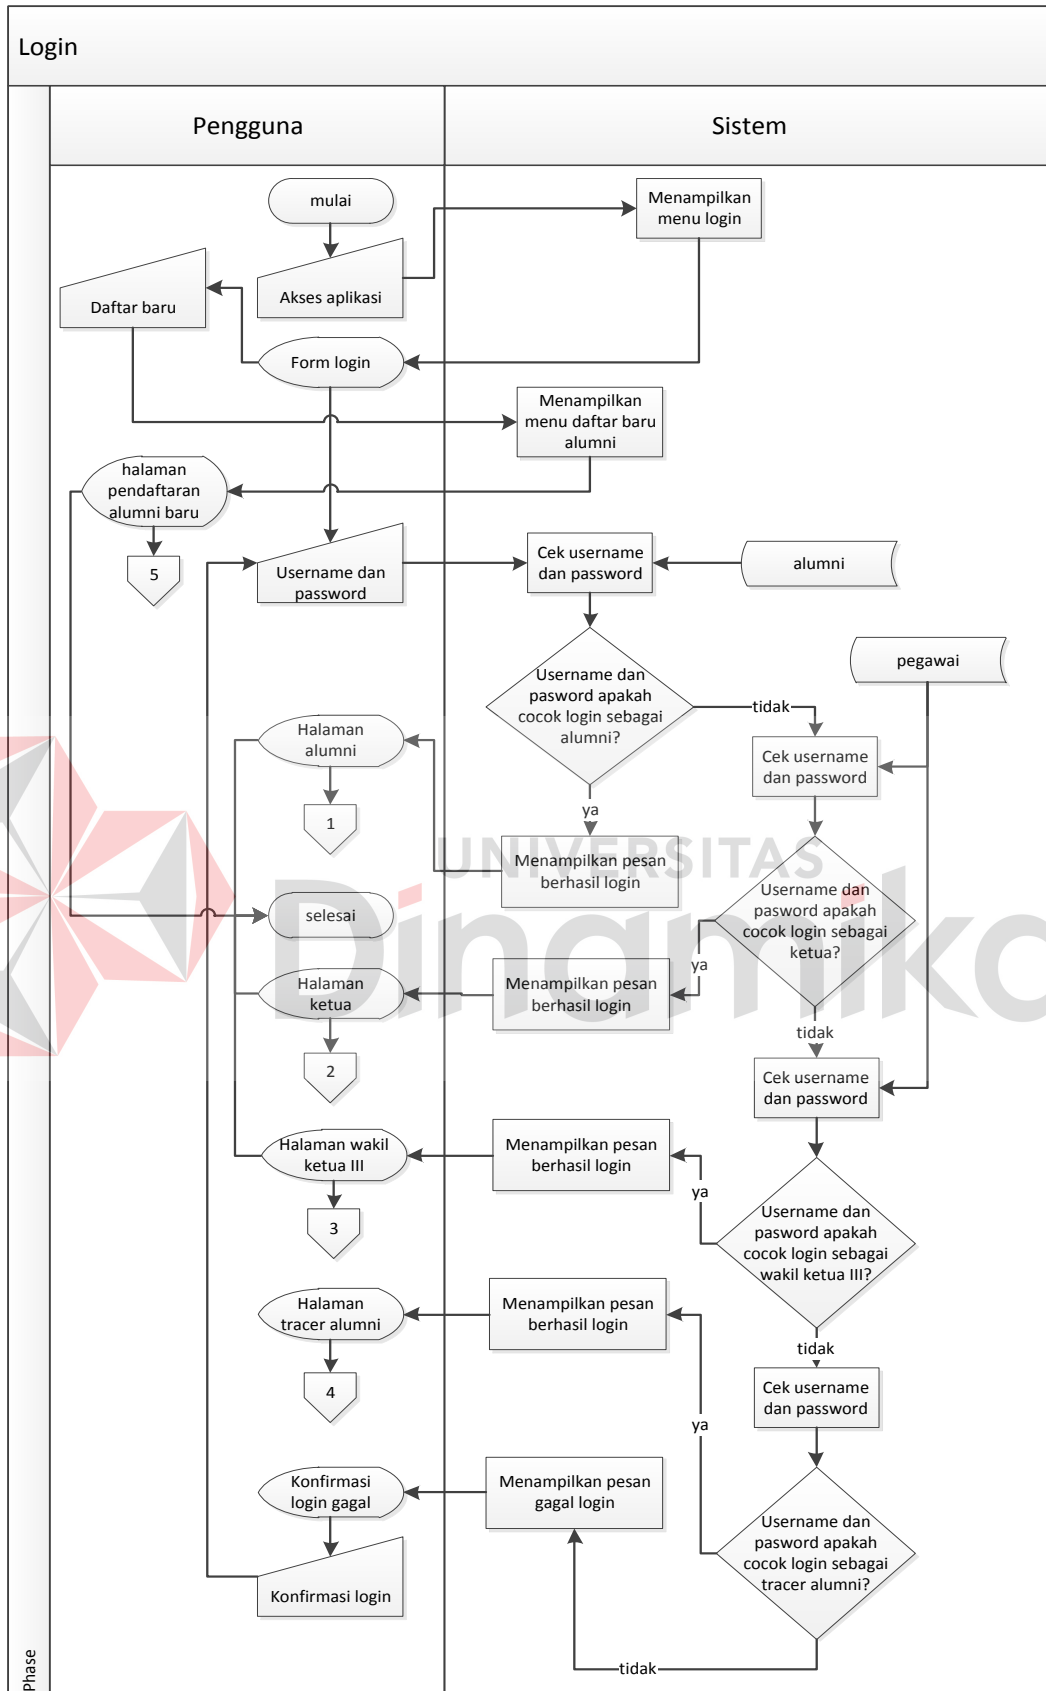 Login
Pengguna
Sistem
mulai
Menampilkan
menu login
Daftar baru
Akses aplikasi
Form login
Menampilkan
menu daftar baru
alumni
halaman
pendaftaran
alumni baru
5
Username dan
password
Cek username
dan password
alumni
Username dan
pasword apakah
cocok login sebagai
alumni?
pegawai
tidak
Halaman
alumni
Cek username
dan password
1
ya
Menampilkan pesan
berhasil login
UNIVERSITAS
Dinamika
Username dan
pasword apakah
cocok login sebagai
ketua?
selesai
ya
Halaman
ketua
Menampilkan pesan
berhasil login
tidak
2
Cek username
dan password
Halaman wakil
ketua III
Menampilkan pesan
berhasil login
ya
3
Username dan
pasword apakah
cocok login sebagai
wakil ketua III?
Halaman
tracer alumni
Menampilkan pesan
berhasil login
tidak
4
Cek username
dan password
ya
Konfirmasi
login gagal
Menampilkan pesan
gagal login
Username dan
pasword apakah
cocok login sebagai
tracer alumni?
Konfirmasi login
tidak
Phase